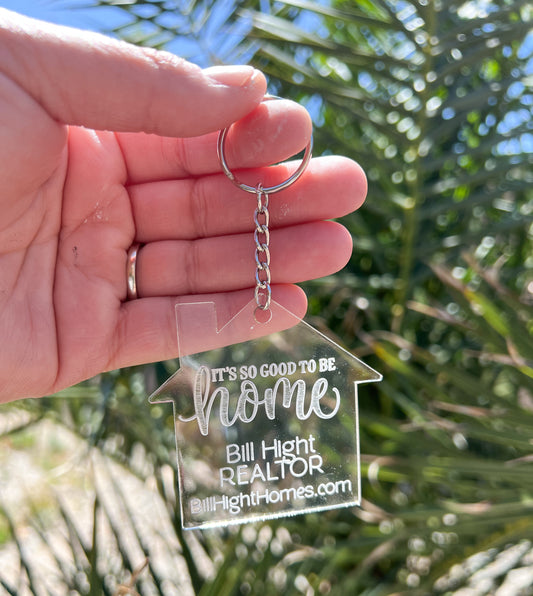 IT'S SO GOOD TO BE
home
Bill Hight
REALTOR
BillHightHomes.com